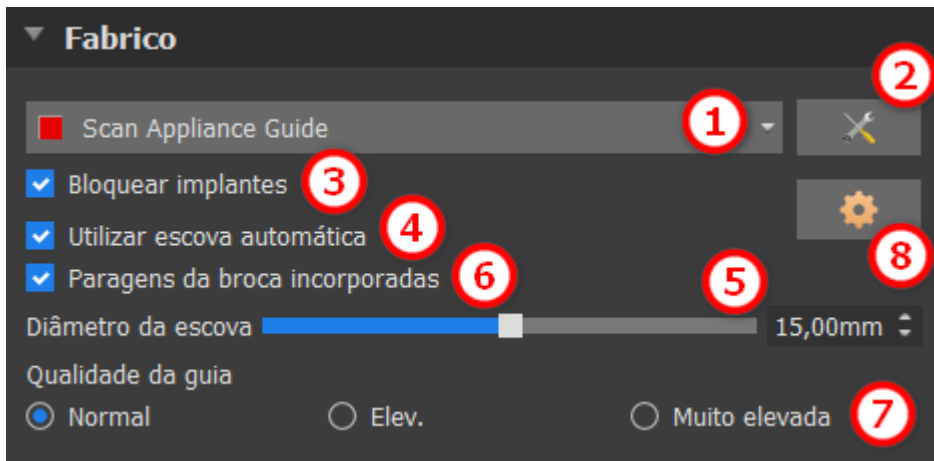 Fabrico
2
Scan Appliance Guide
1
Bloquear implantes
3
Utilizar escova automática
4
8
Paragens da broca incorporadas
6
5
Diâmetro da escova
15,00mm
Qualidade da guia
Normal
Elev.
Muito elevada
7